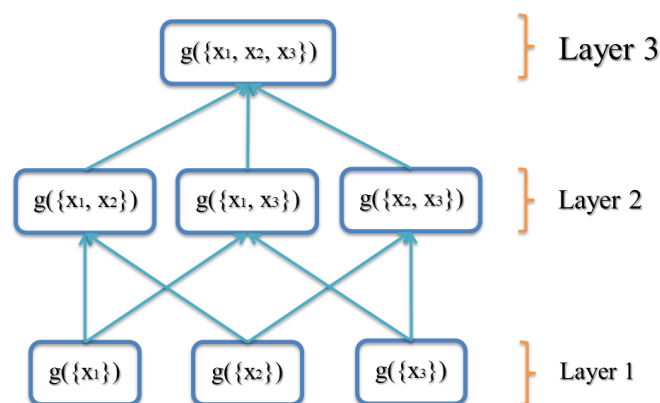 g({x₁, x₂, x₃}) Layer 3
g({x₁, x₂}) g({x₁, x₃}) g({x₂, x₃}) Layer 2
g({x₁}) g({x₂}) g({x₃}) Layer 1